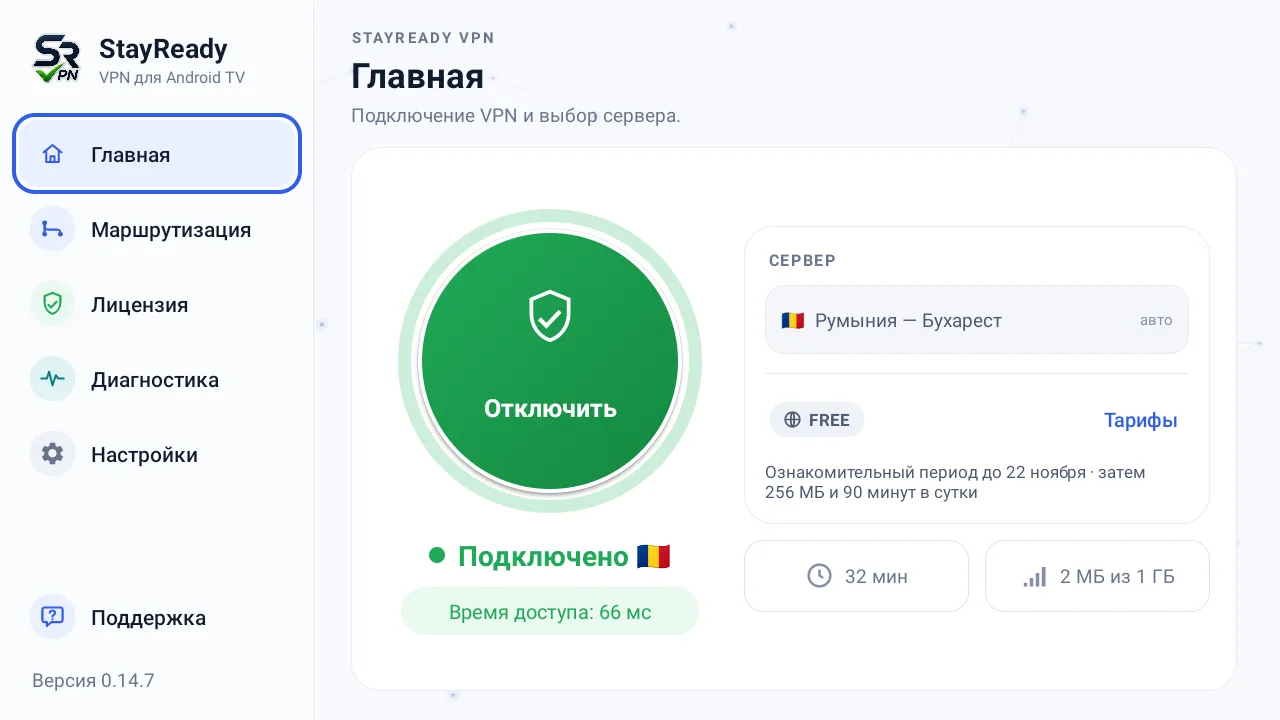 SR
VPN
StayReady
VPN для Android TV
Главная
Маршрутизация
Лицензия
Диагностика
Настройки
Поддержка
Версия 0.14.7
STAYREADY VPN
Главная
Подключение VPN и выбор сервера.
Отключить
Подключено 🇷🇴
Время доступа: 66 мс
СЕРВЕР
🇷🇴 Румыния — Бухарест авто
FREE Тарифы
Ознакомительный период до 22 ноября · затем
256 МБ и 90 минут в сутки
32 мин
2 МБ из 1 ГБ